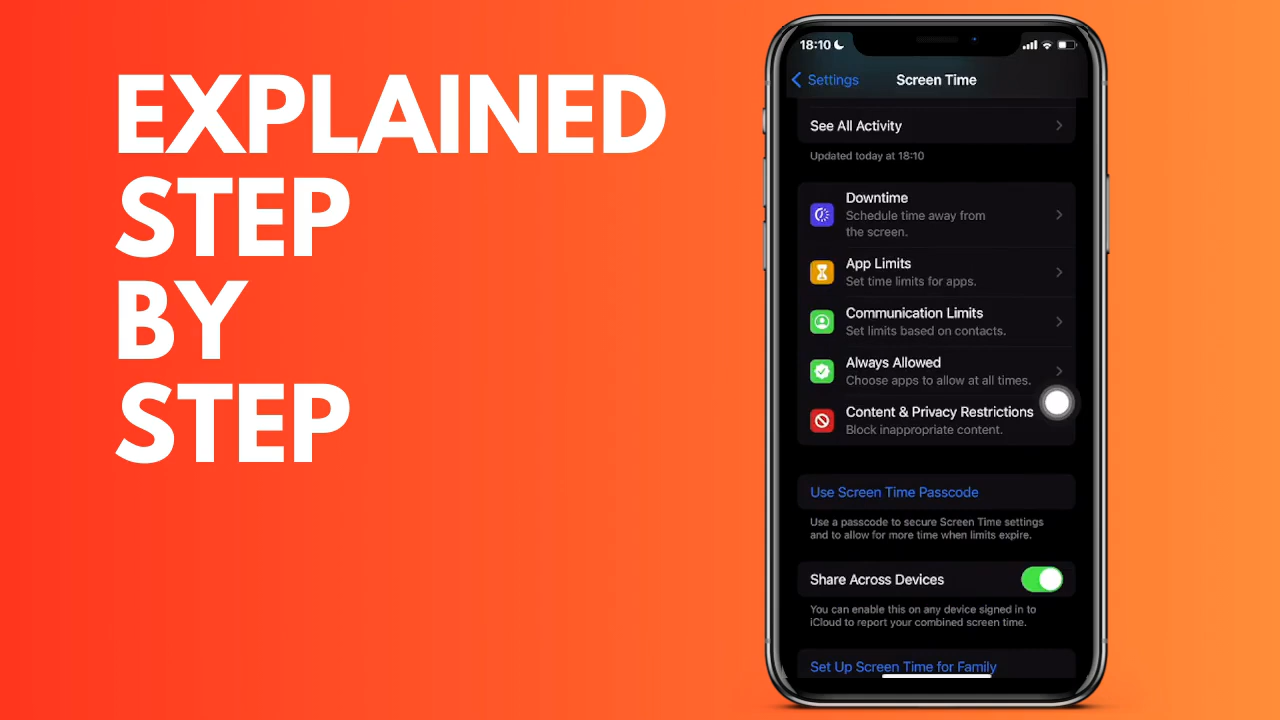 EXPLAINED
STEP
BY
STEP
18:10
Settings
Screen Time
See All Activity
Updated today at 18:10
Downtime
Schedule time away from
the screen.
App Limits
Set time limits for apps.
Communication Limits
Set limits based on contacts.
Always Allowed
Choose apps to allow at all times.
Content & Privacy Restrictions
Block inappropriate content.
Use Screen Time Passcode
Use a passcode to secure Screen Time settings
and to allow for more time when limits expire.
Share Across Devices
You can enable this on any device signed in to
iCloud to report your combined screen time.
Set Up Screen Time for Family